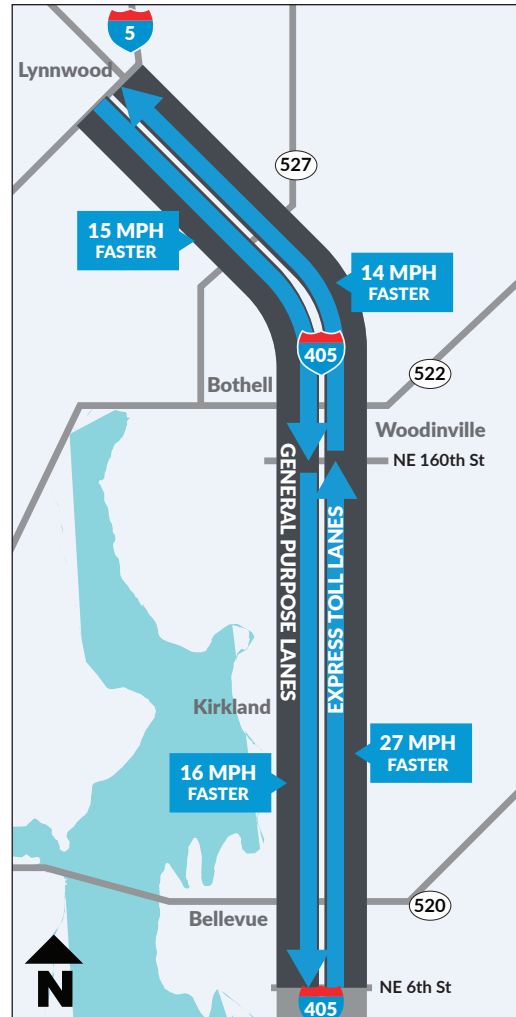 5
Lynnwood
527
15 MPH
FASTER
14 MPH
FASTER
405
522
Bothell
Woodinville
NE 160th St
GENERAL PURPOSE LANES
EXPRESS TOLL LANES
Kirkland
27 MPH
FASTER
16 MPH
FASTER
520
Bellevue
N
NE 6th St
405